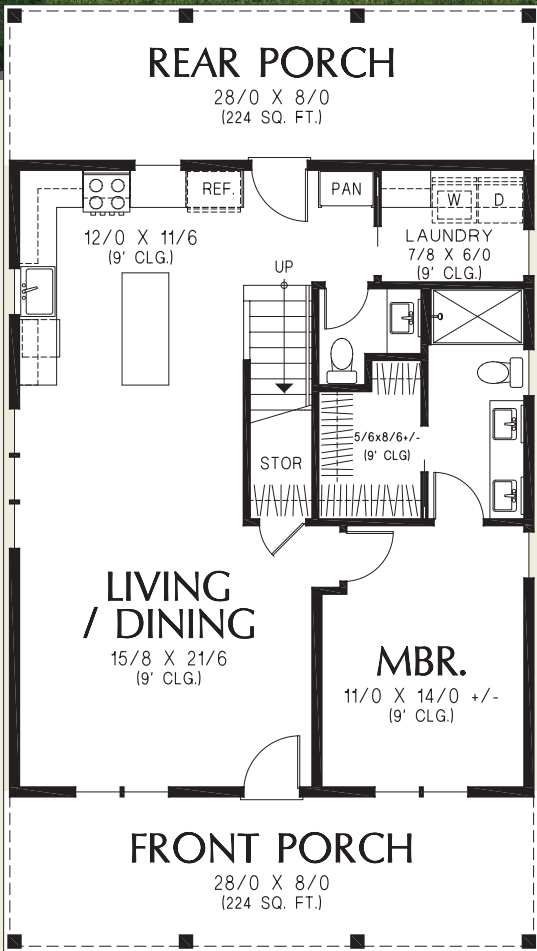 REAR PORCH
28/0 X 8/0
(224 SQ. FT.)
REF.
PAN
W
D
12/0 X 11/6
(9' CLG.)
LAUNDRY
7/8 X 6/0
(9' CLG.)
UP
5/6x8/6+/-
(9' CLG)
STOR
LIVING
/ DINING
15/8 X 21/6
(9' CLG.)
MBR.
11/0 X 14/0 +/-
(9' CLG.)
FRONT PORCH
28/0 X 8/0
(224 SQ. FT.)